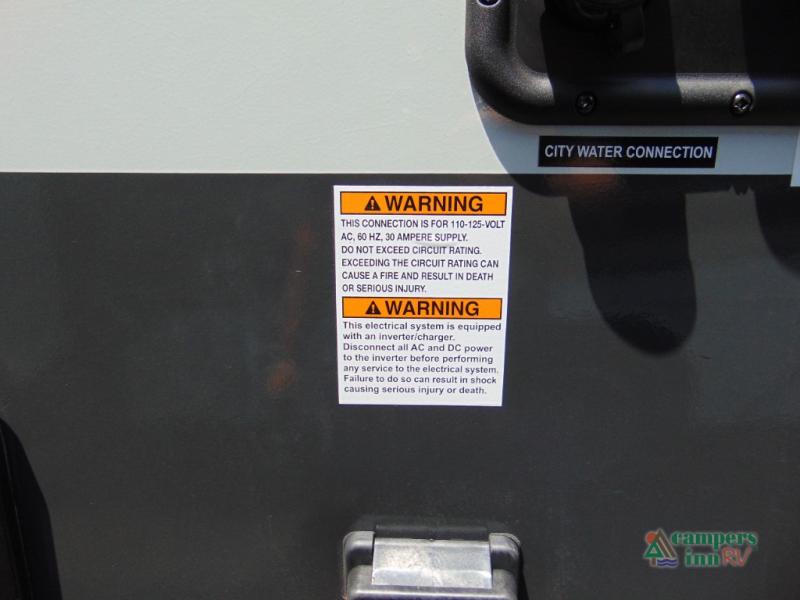 CITY WATER CONNECTION
WARNING
THIS CONNECTION IS FOR 110-125-VOLT
AC, 60 HZ, 30 AMPERE SUPPLY.
DO NOT EXCEED CIRCUIT RATING.
EXCEEDING THE CIRCUIT RATING CAN
CAUSE A FIRE AND RESULT IN DEATH
OR SERIOUS INJURY.
WARNING
This electrical system is equipped
with an inverter/charger.
Disconnect all AC and DC power
to the inverter before performing
any service to the electrical system.
Failure to do so can result in shock
causing serious injury or death.
campers
inn RV